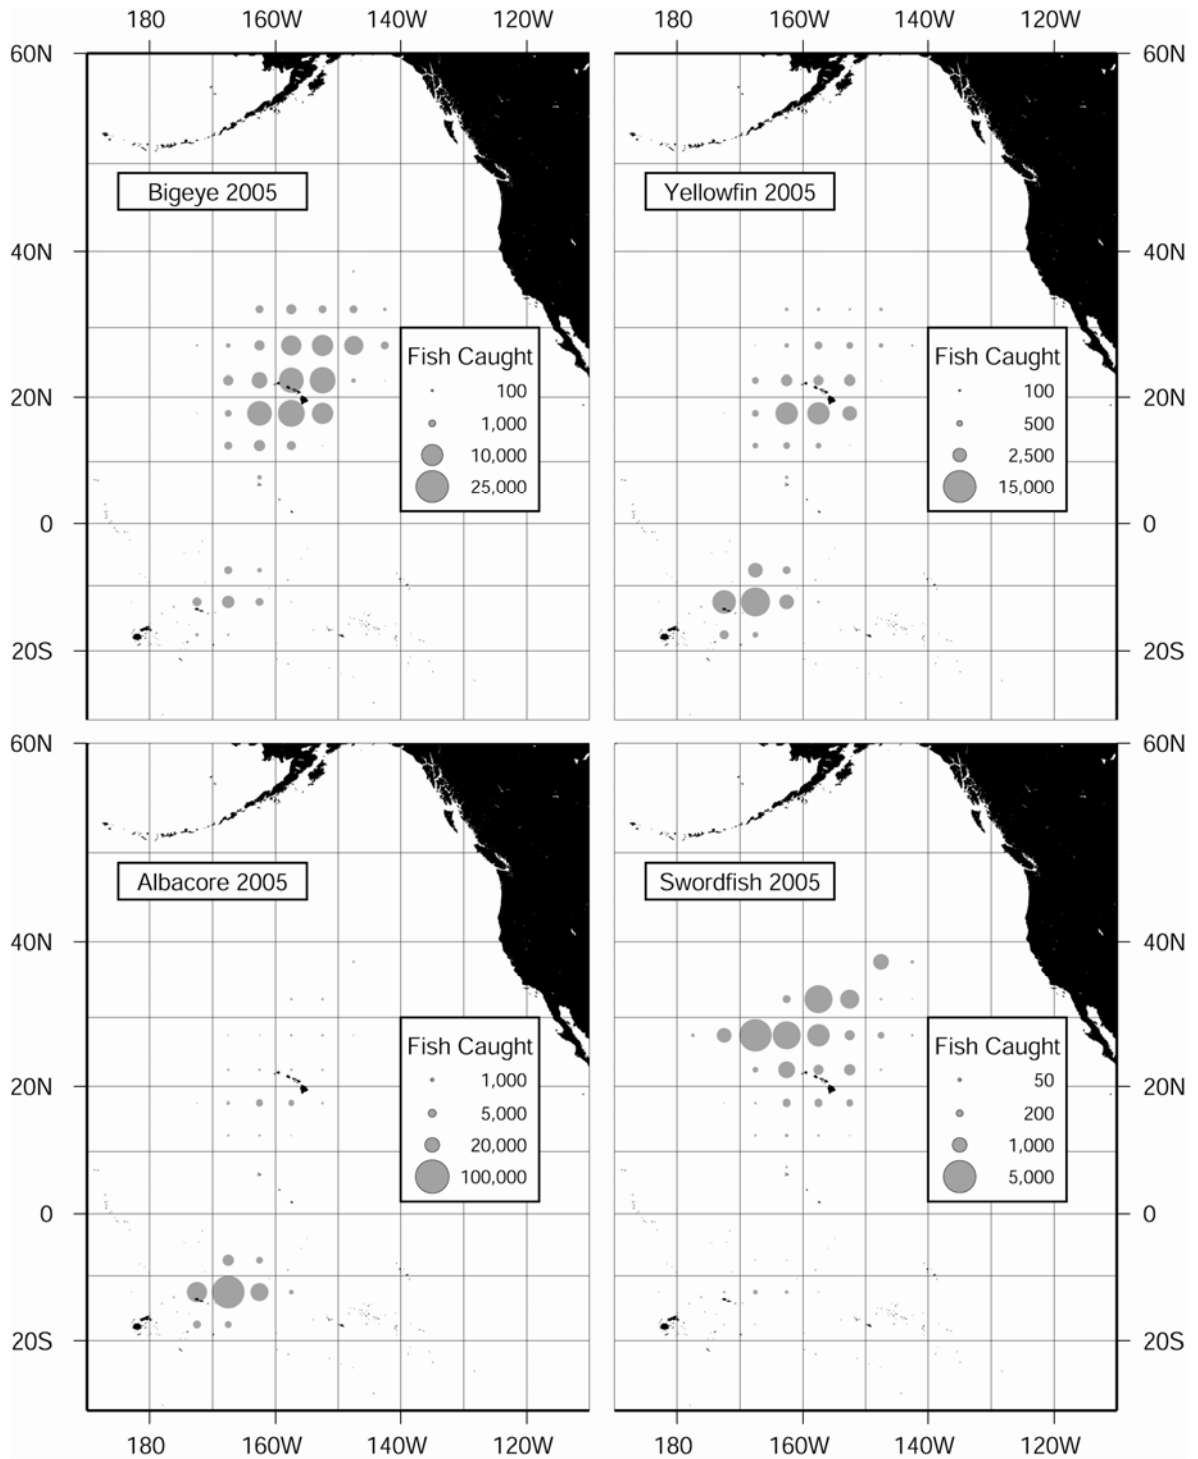 180 160W 140W 120W 180 160W 140W 120W
60N 60N
Bigeye 2005 Yellowfin 2005
40N 40N
Fish Caught Fish Caught
20N 100 100 20N
1,000 500
10,000 2,500
25,000 15,000
0 0
20S 20S
60N 60N
Albacore 2005 Swordfish 2005
40N 40N
Fish Caught Fish Caught
20N 1,000 50 20N
5,000 200
20,000 1,000
100,000 5,000
0 0
20S 20S
180 160W 140W 120W 180 160W 140W 120W